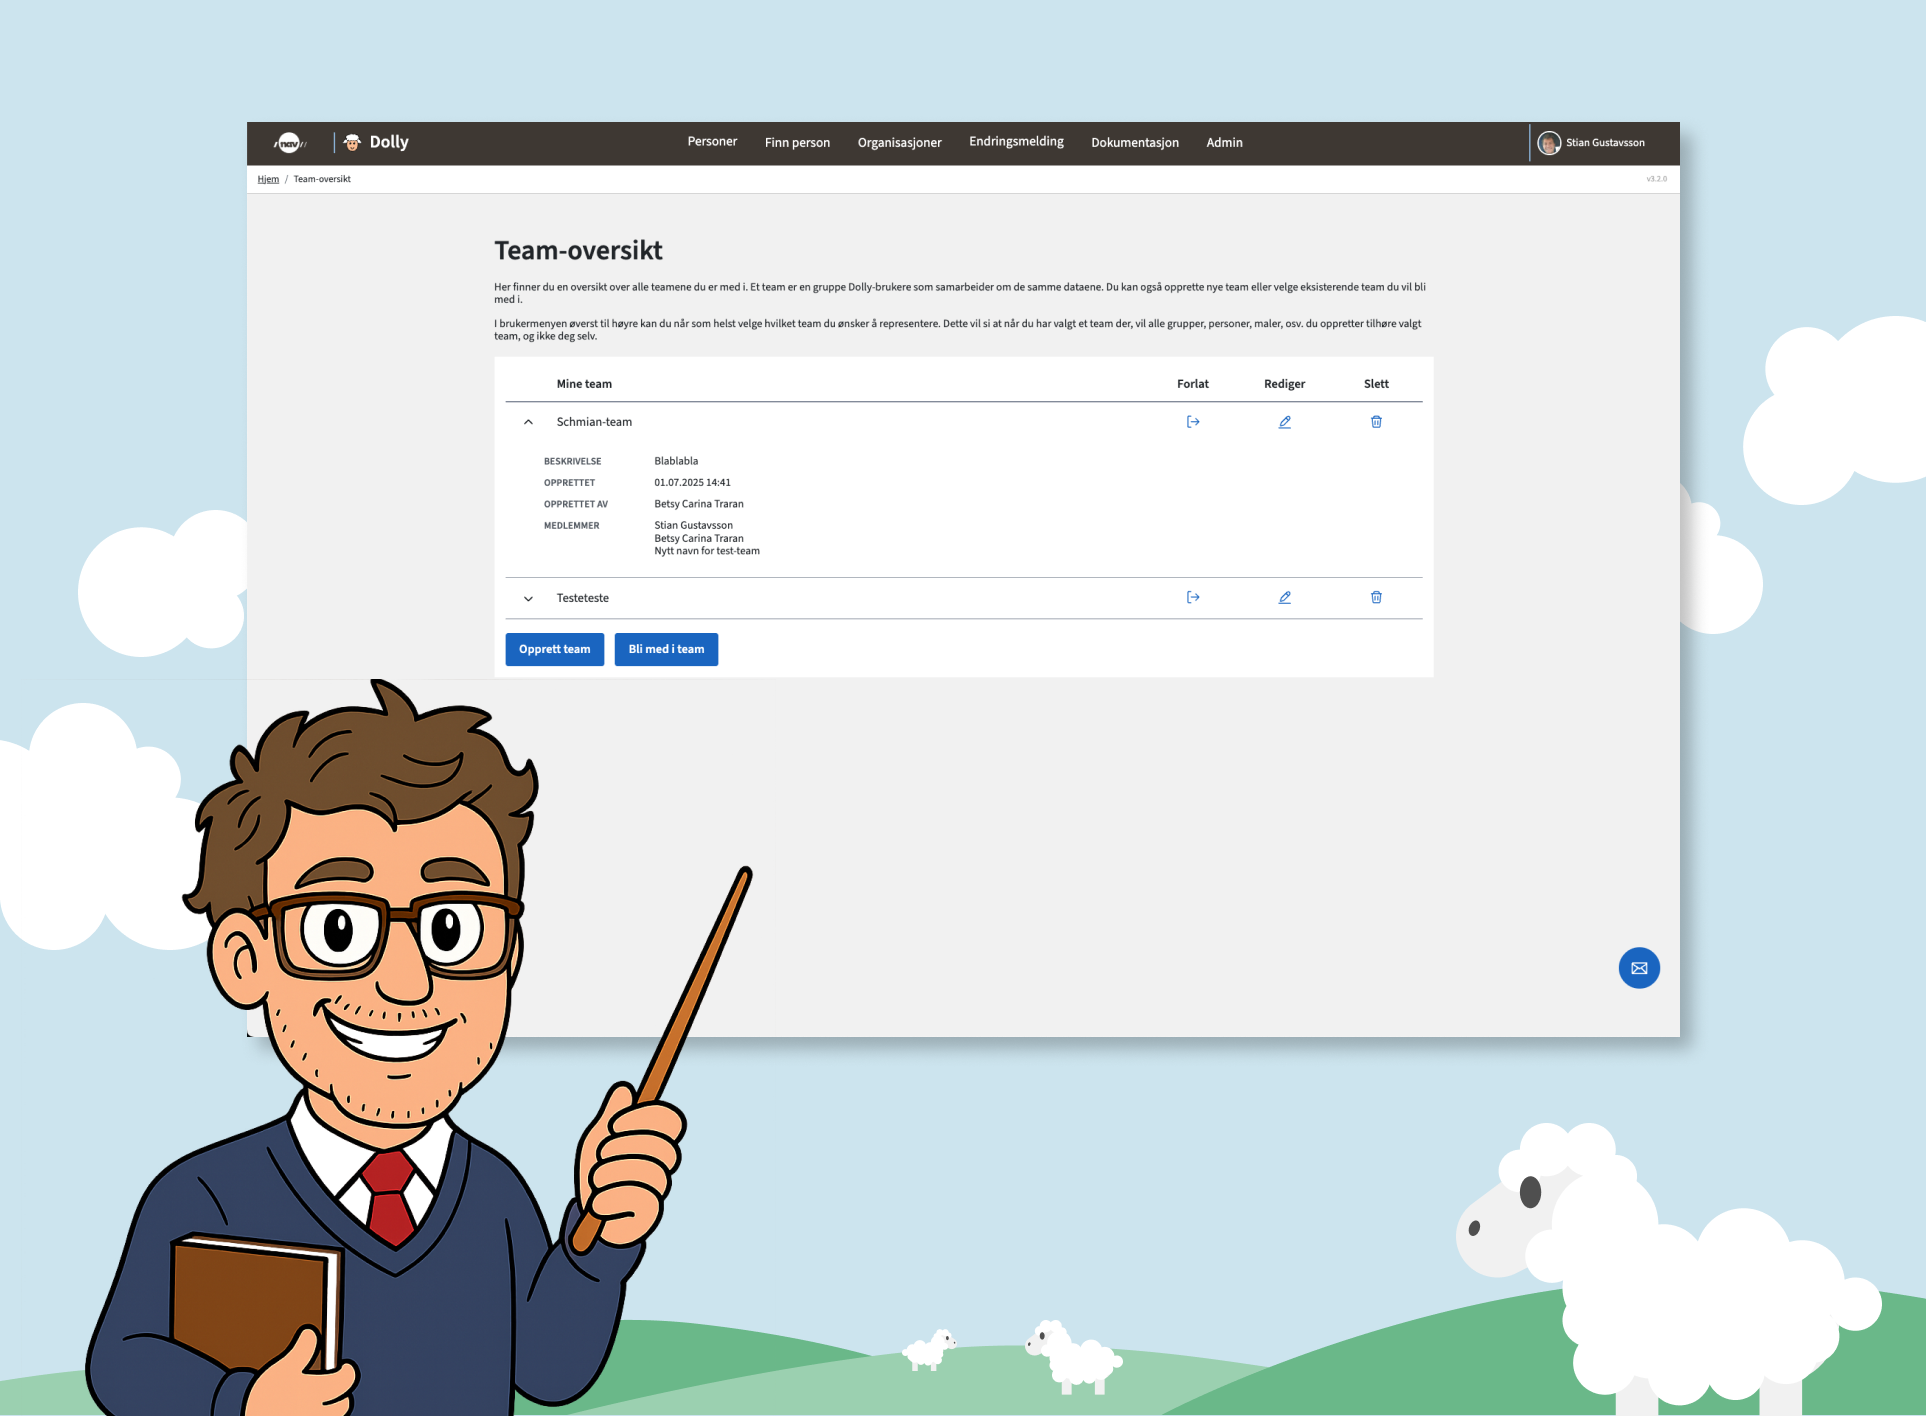 nav
Dolly
Personer
Finn person
Organisasjoner
Endringsmelding
Dokumentasjon
Admin
Stian Gustavsson
Hjem / Team-oversikt
v3.2.0
Team-oversikt
Her finner du en oversikt over alle teamene du er med i. Et team er en gruppe Dolly-brukere som samarbeider om de samme dataene. Du kan også opprette nye team eller velge eksisterende team du vil bli
med i.
I brukermenyen øverst til høyre kan du når som helst velge hvilket team du ønsker å representere. Dette vil si at når du har valgt et team der, vil alle grupper, personer, maler, osv. du oppretter tilhøre valgt
team, og ikke deg selv.
Mine team
Forlat
Rediger
Slett
Schmian-team
BESKRIVELSE
Blablabla
OPPRETTET
01.07.2025 14:41
OPPRETTET AV
Betsy Carina Traran
MEDLEMMER
Stian Gustavsson
Betsy Carina Traran
Nytt navn for test-team
Testeteste
Opprett team
Bli med i team